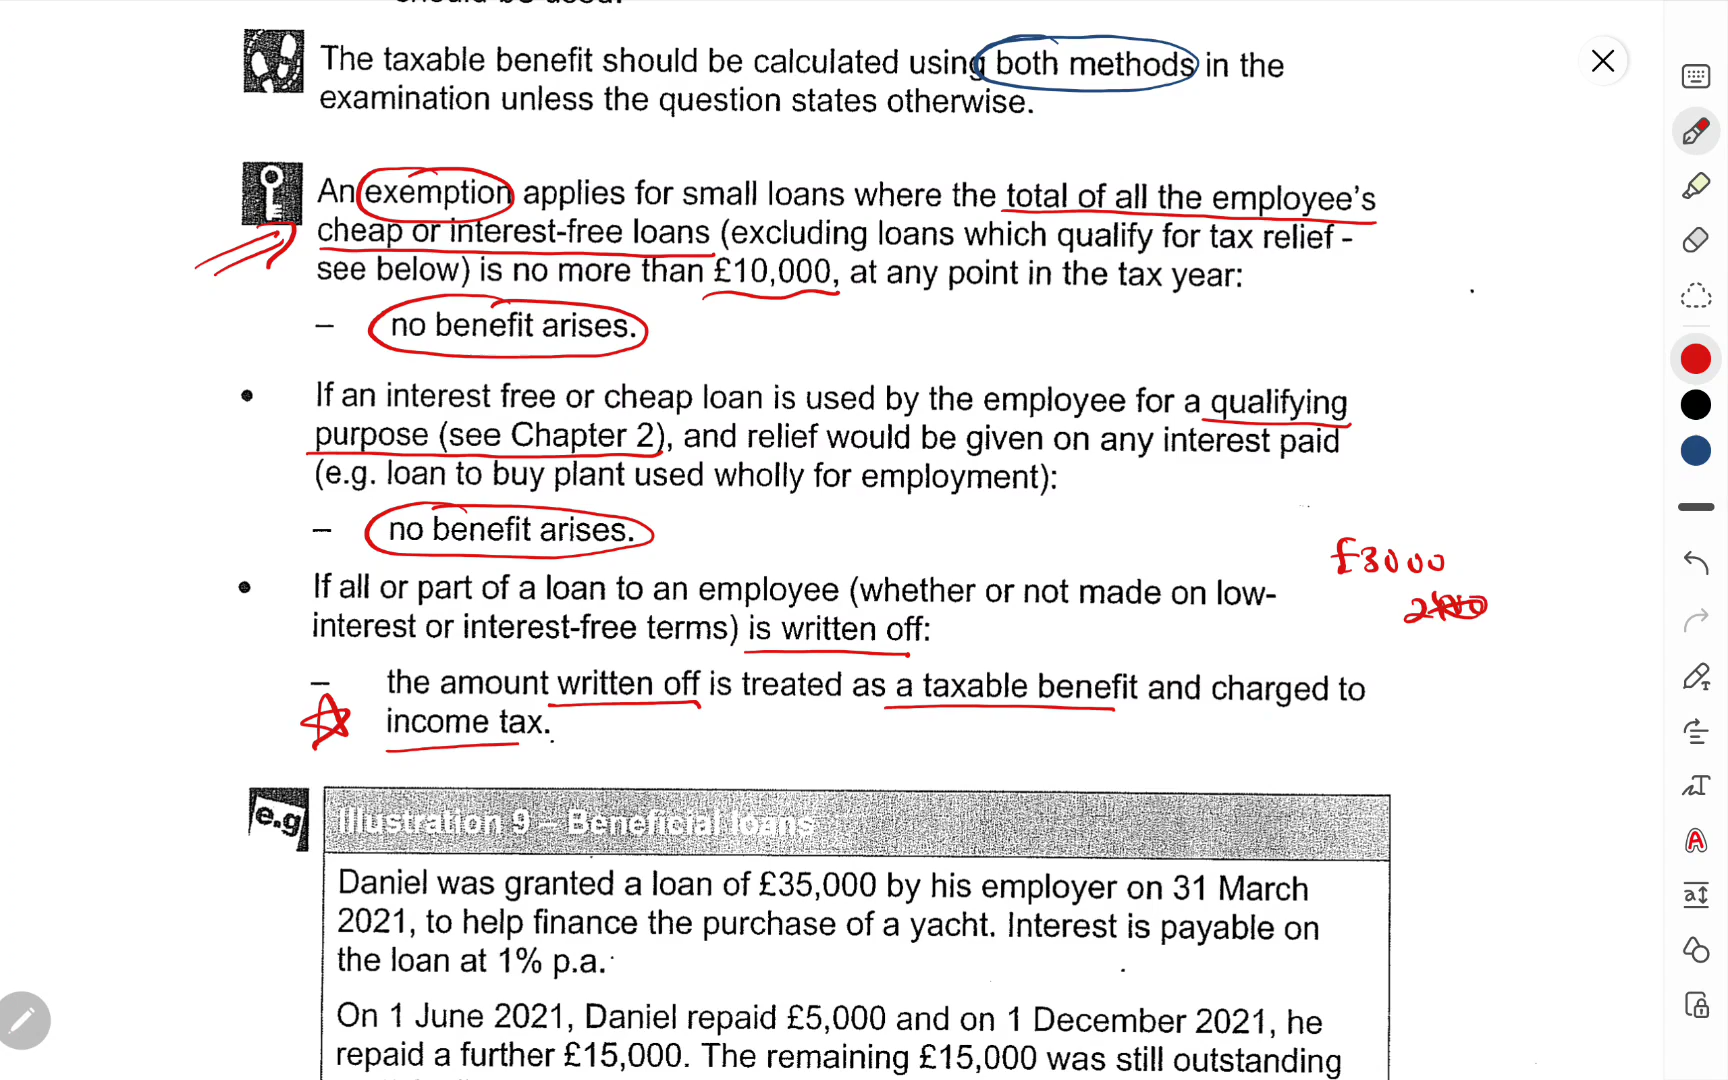 The taxable benefit should be calculated using both methods in the
examination unless the question states otherwise.
An exemption applies for small loans where the total of all the employee's
cheap or interest-free loans (excluding loans which qualify for tax relief -
see below) is no more than £10,000, at any point in the tax year:
– no benefit arises.
• If an interest free or cheap loan is used by the employee for a qualifying
purpose (see Chapter 2), and relief would be given on any interest paid
(e.g. loan to buy plant used wholly for employment):
– no benefit arises.
£3000
• If all or part of a loan to an employee (whether or not made on low-
interest or interest-free terms) is written off:
– the amount written off is treated as a taxable benefit and charged to
income tax.
e.g Illustration 9 – Beneficial loans
Daniel was granted a loan of £35,000 by his employer on 31 March
2021, to help finance the purchase of a yacht. Interest is payable on
the loan at 1% p.a.
On 1 June 2021, Daniel repaid £5,000 and on 1 December 2021, he
repaid a further £15,000. The remaining £15,000 was still outstanding